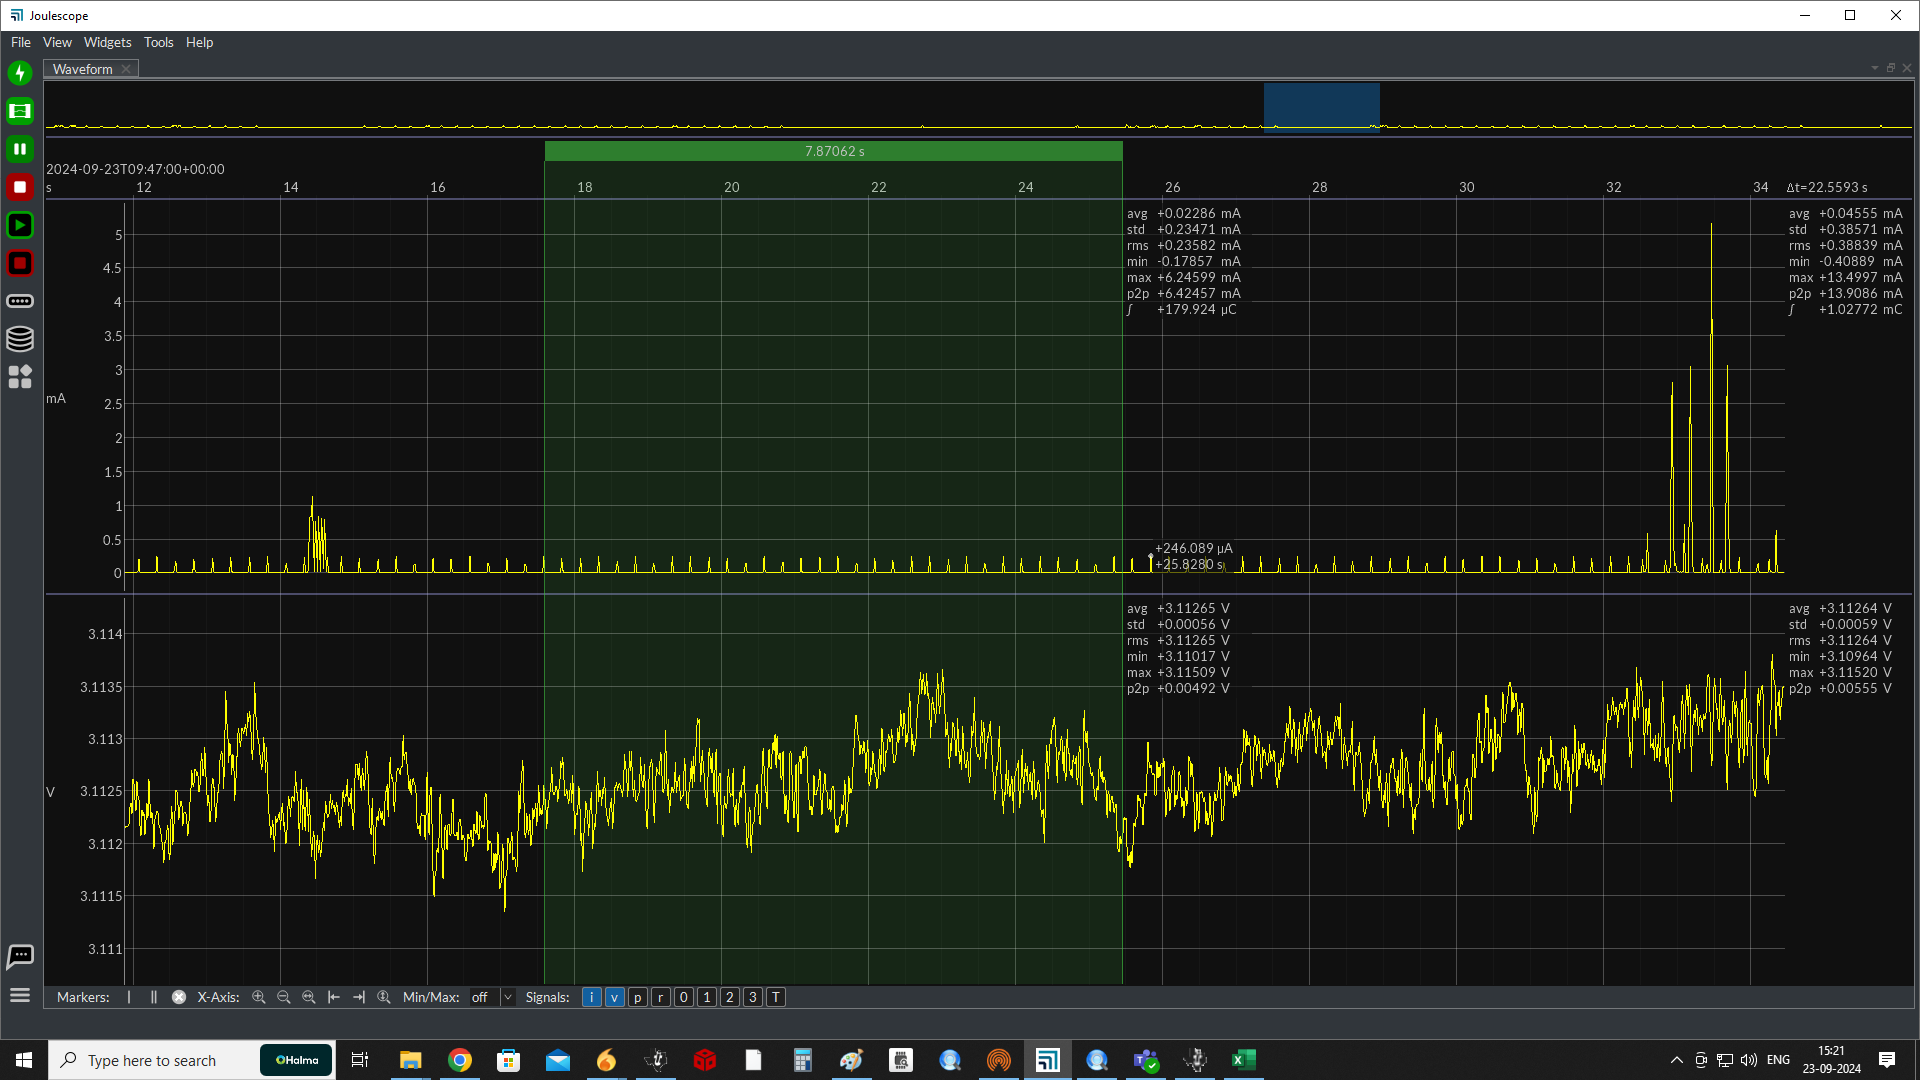 Joulescope
File View Widgets Tools Help
Waveform
7.87062 s
2024-09-23T09:47:00+00:00
s 12 14 16 18 20 22 24 26 28 30 32 34 Δt=22.5593 s
avg +0.02286 mA
std +0.23471 mA
rms +0.23582 mA
min -0.17857 mA
max +6.24599 mA
p2p +6.42457 mA
∫ +179.924 µC
avg +0.04555 mA
std +0.38571 mA
rms +0.38839 mA
min -0.40889 mA
max +13.4997 mA
p2p +13.9086 mA
∫ +1.02772 mC
5
4.5
4
3.5
3
mA
2.5
2
1.5
1
0.5
0
+246.089 µA
+25.8280 s
avg +3.11265 V
std +0.00056 V
rms +3.11265 V
min +3.11017 V
max +3.11509 V
p2p +0.00492 V
avg +3.11264 V
std +0.00059 V
rms +3.11264 V
min +3.10964 V
max +3.11520 V
p2p +0.00555 V
3.114
3.1135
3.113
V 3.1125
3.112
3.1115
3.111
Markers: X-Axis: Min/Max: off Signals: i v p r 0 1 2 3 T
Type here to search
Halma
ENG
15:21
23-09-2024